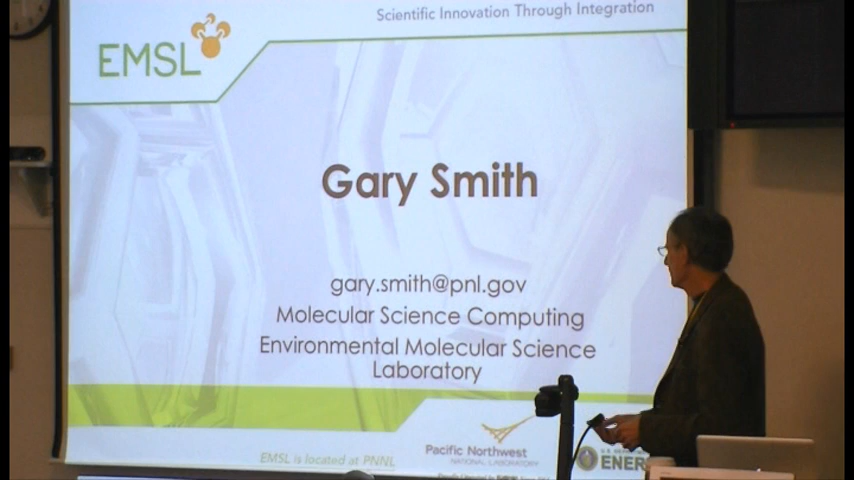 Scientific Innovation Through Integration
EMSL
Gary Smith
gary.smith@pnl.gov
Molecular Science Computing
Environmental Molecular Science
Laboratory
EMSL is located at PNNL
Pacific Northwest
NATIONAL LABORATORY
ENER